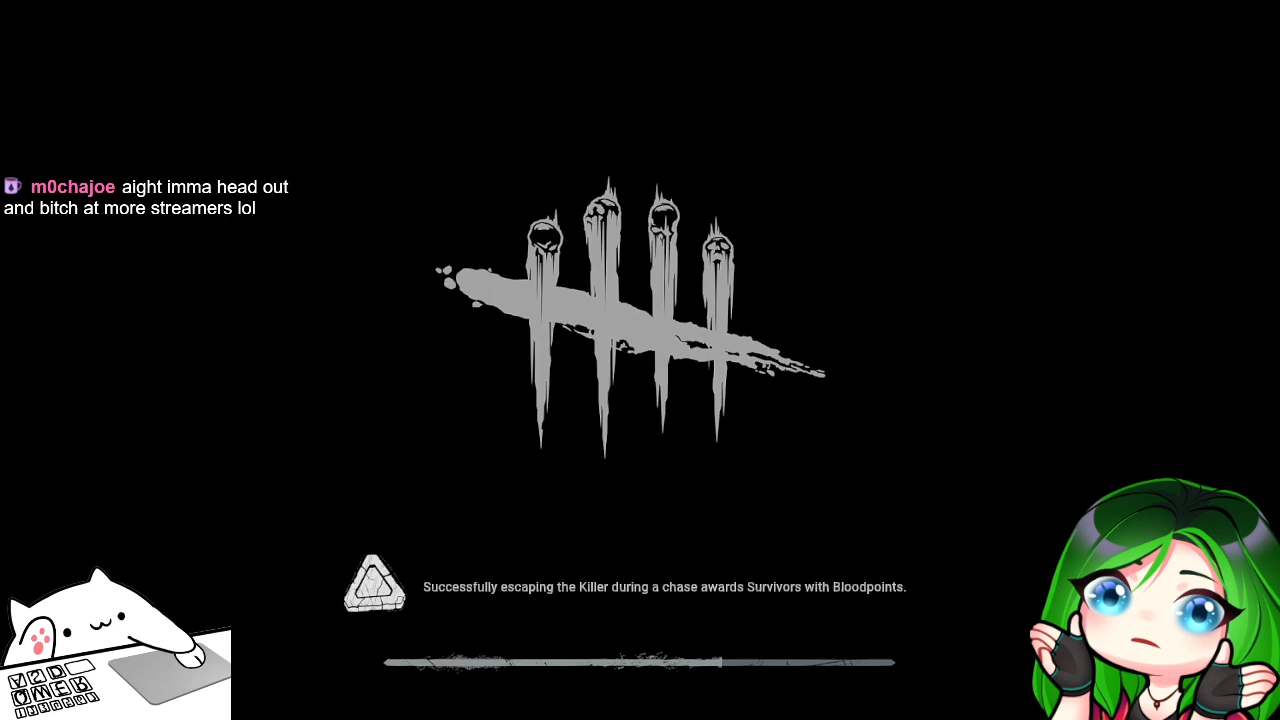 m0chajoe aight imma head out
and bitch at more streamers lol
Successfully escaping the Killer during a chase awards Survivors with Bloodpoints.